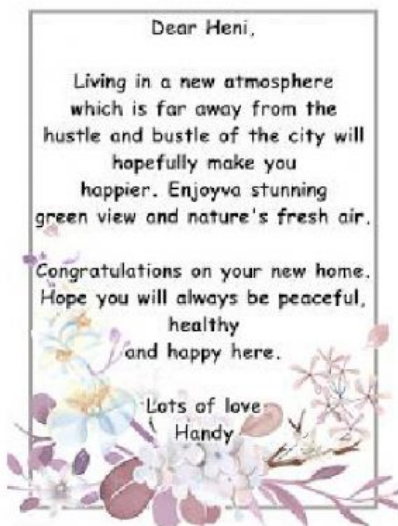 Dear Heni,
Living in a new atmosphere
which is far away from the
hustle and bustle of the city will
hopefully make you
happier. Enjoyva stunning
green view and nature's fresh air.
Congratulations on your new home.
Hope you will always be peaceful,
healthy
and happy here.
Lots of love
Handy